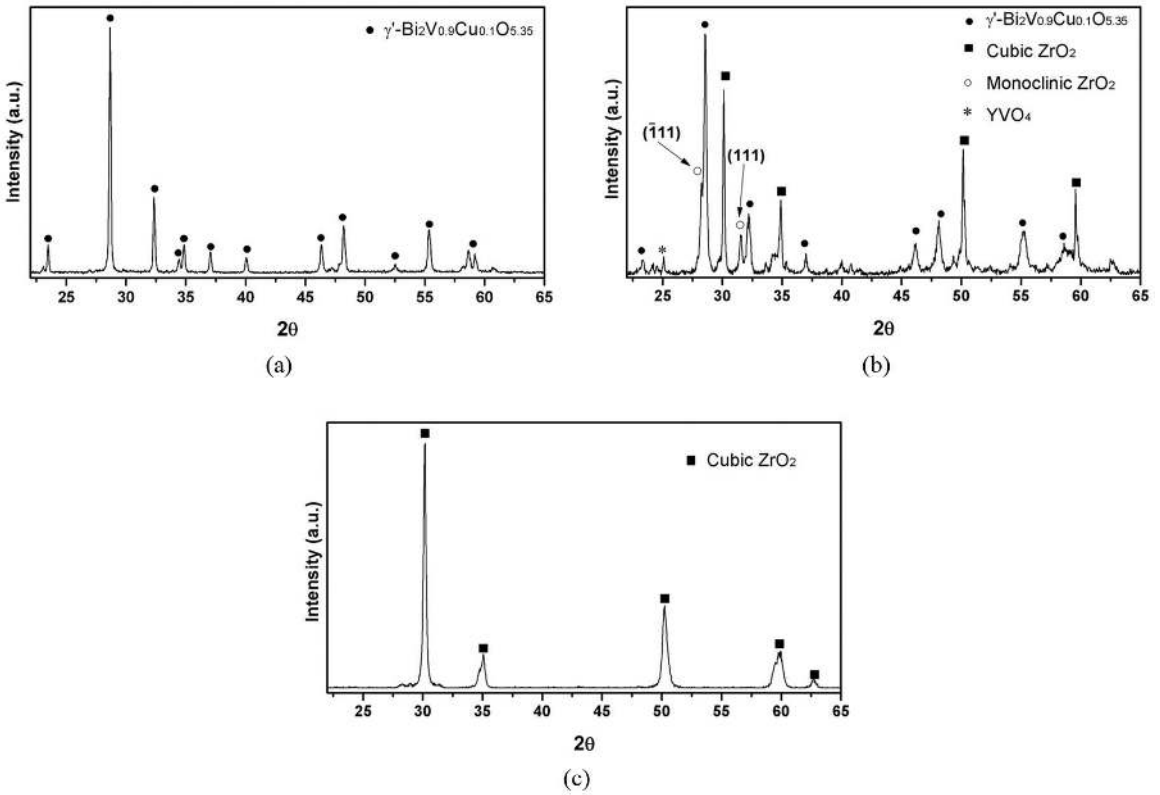 Intensity (a.u.)
● γ'-Bi₂V₀.₉Cu₀.₁O₅.₃₅
25 30 35 40 45 50 55 60 65
2θ
(a)
Intensity (a.u.)
● γ'-Bi₂V₀.₉Cu₀.₁O₅.₃₅
■ Cubic ZrO₂
○ Monoclinic ZrO₂
* YVO₄
(1̄11)
(111)
25 30 35 40 45 50 55 60 65
2θ
(b)
Intensity (a.u.)
■ Cubic ZrO₂
25 30 35 40 45 50 55 60 65
2θ
(c)